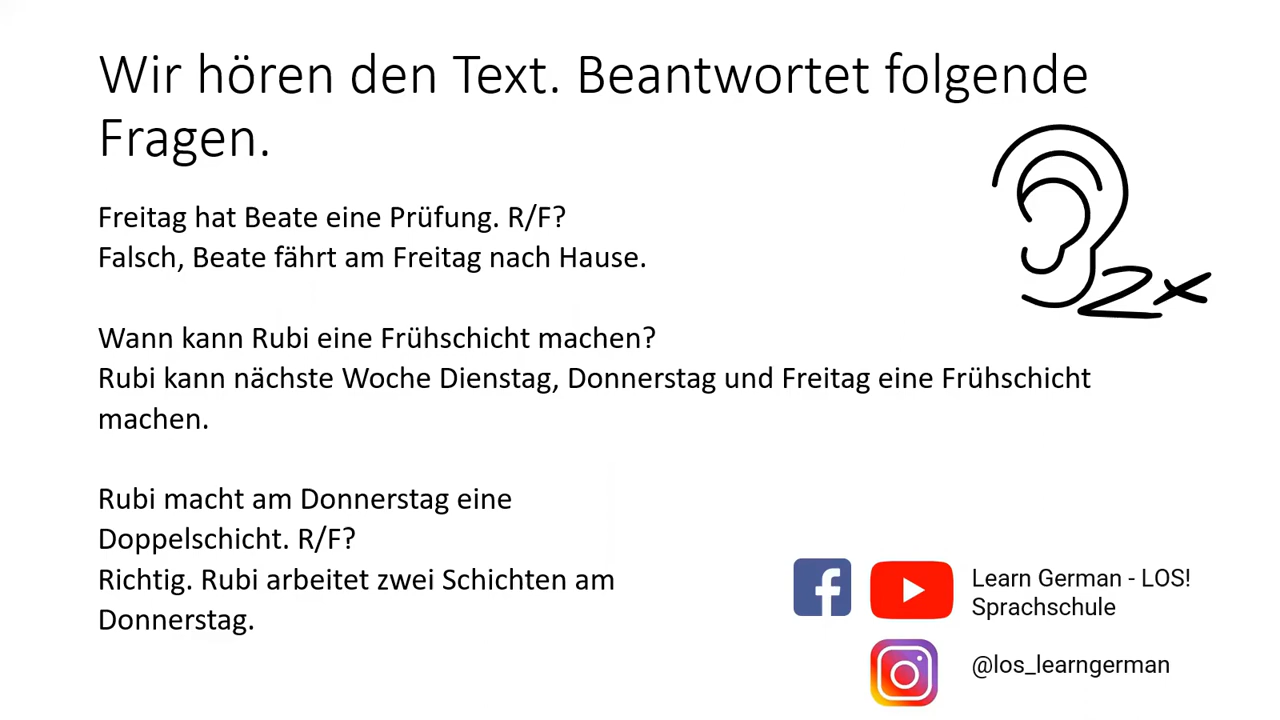 Wir hören den Text. Beantwortet folgende
Fragen.
Freitag hat Beate eine Prüfung. R/F?
Falsch, Beate fährt am Freitag nach Hause.
Wann kann Rubi eine Frühschicht machen?
Rubi kann nächste Woche Dienstag, Donnerstag und Freitag eine Frühschicht
machen.
Rubi macht am Donnerstag eine
Doppelschicht. R/F?
Richtig. Rubi arbeitet zwei Schichten am
Donnerstag.
2x
Learn German - LOS!
Sprachschule
@los_learngerman